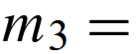 m₃ =